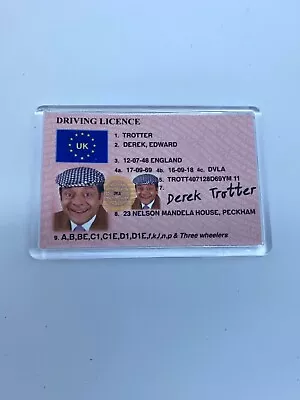 DRIVING LICENCE
UK
1. TROTTER
2. DEREK, EDWARD
3. 12-07-48 ENGLAND
4a. 17-09-69 4b. 16-09-18 4c. DVLA
5. TROTT407128D69YM 11
7.
Derek Trotter
8. 23 NELSON MANDELA HOUSE, PECKHAM
9. A,B,BE,C1,C1E,D1,D1E,f,k,l,n,p & Three wheelers